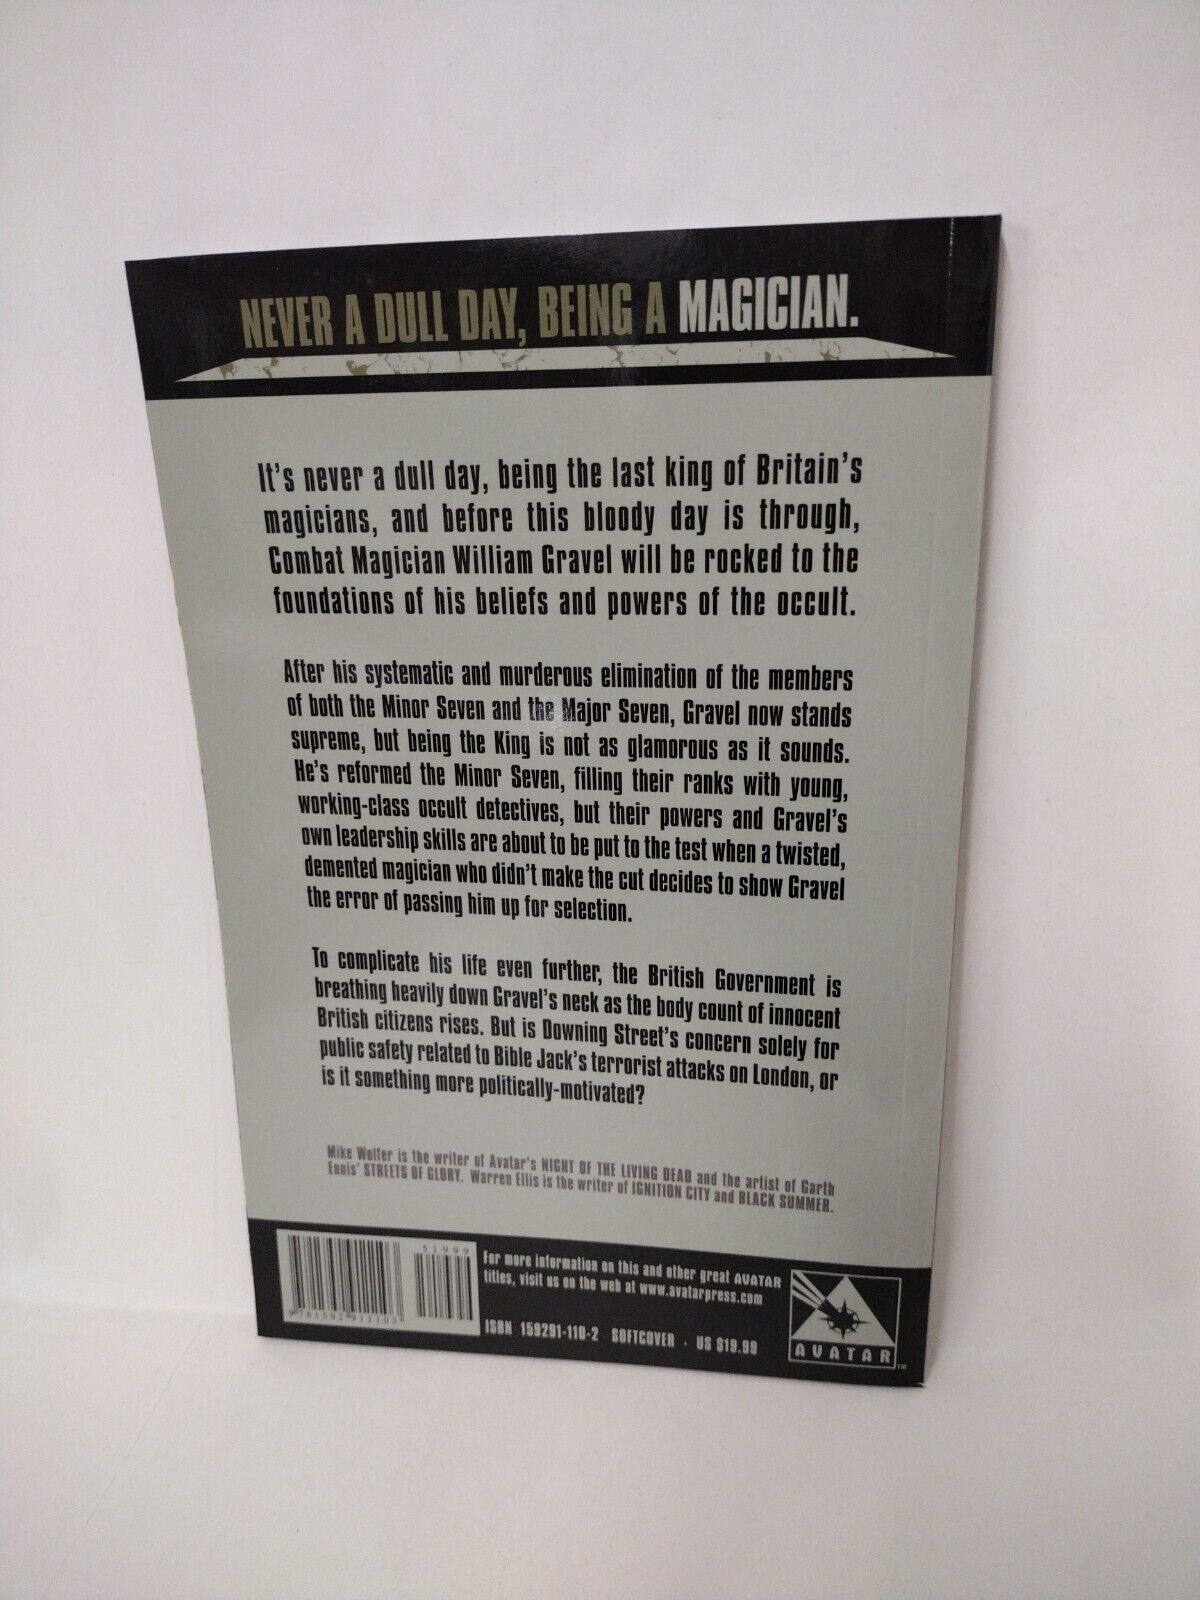 NEVER A DULL DAY, BEING A MAGICIAN.
It's never a dull day, being the last king of Britain's
magicians, and before this bloody day is through,
Combat Magician William Gravel will be rocked to the
foundations of his beliefs and powers of the occult.
After his systematic and murderous elimination of the members
of both the Minor Seven and the Major Seven, Gravel now stands
supreme, but being the King is not as glamorous as it sounds.
He's reformed the Minor Seven, filling their ranks with young,
working-class occult detectives, but their powers and Gravel's
own leadership skills are about to be put to the test when a twisted,
demented magician who didn't make the cut decides to show Gravel
the error of passing him up for selection.
To complicate his life even further, the British Government is
breathing heavily down Gravel's neck as the body count of innocent
British citizens rises. But is Downing Street's concern solely for
public safety related to Bible Jack's terrorist attacks on London, or
is it something more politically-motivated?
Mike Wolfer is the writer of Avatar's NIGHT OF THE LIVING DEAD and the artist of Garth
Ennis' STREETS OF GLORY. Warren Ellis is the writer of IGNITION CITY and BLACK SUMMER.
51999
9 781592 911103
For more information on this and other great AVATAR
titles, visit us on the web at www.avatarpress.com
ISBN 159291-110-2 SOFTCOVER · US $19.99
AVATAR™